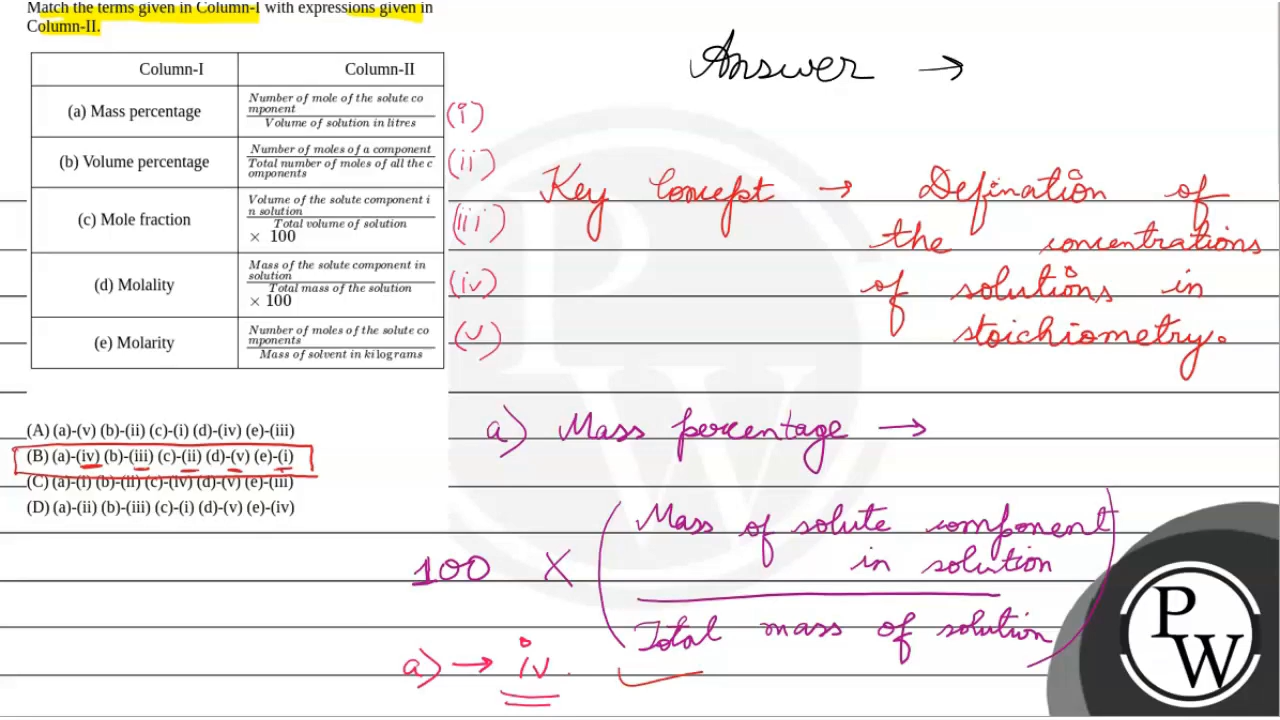 Match the terms given in Column-I with expressions given in
Column-II.
Column-I Column-II
(a) Mass percentage
Number of mole of the solute co
mponent
Volume of solution in litres
(i)
(b) Volume percentage
Number of moles of a component
Total number of moles of all the c
omponents
(ii)
(c) Mole fraction
Volume of the solute component i
n solution
Total volume of solution
× 100
(iii)
(d) Molality
Mass of the solute component in
solution
Total mass of the solution
× 100
(iv)
(e) Molarity
Number of moles of the solute co
mponents
Mass of solvent in kilograms
(v)
(A) (a)-(v) (b)-(ii) (c)-(i) (d)-(iv) (e)-(iii)
(B) (a)-(iv) (b)-(iii) (c)-(ii) (d)-(v) (e)-(i)
(C) (a)-(i) (b)-(ii) (c)-(iv) (d)-(v) (e)-(iii)
(D) (a)-(ii) (b)-(iii) (c)-(i) (d)-(v) (e)-(iv)
Answer →
Key Concept → Defination of
the concentrations
of solutions in
stoichiometry.
a) Mass percentage →
100 × (Mass of solute component
in solution
Total mass of solution)
a) → iv.
P
W